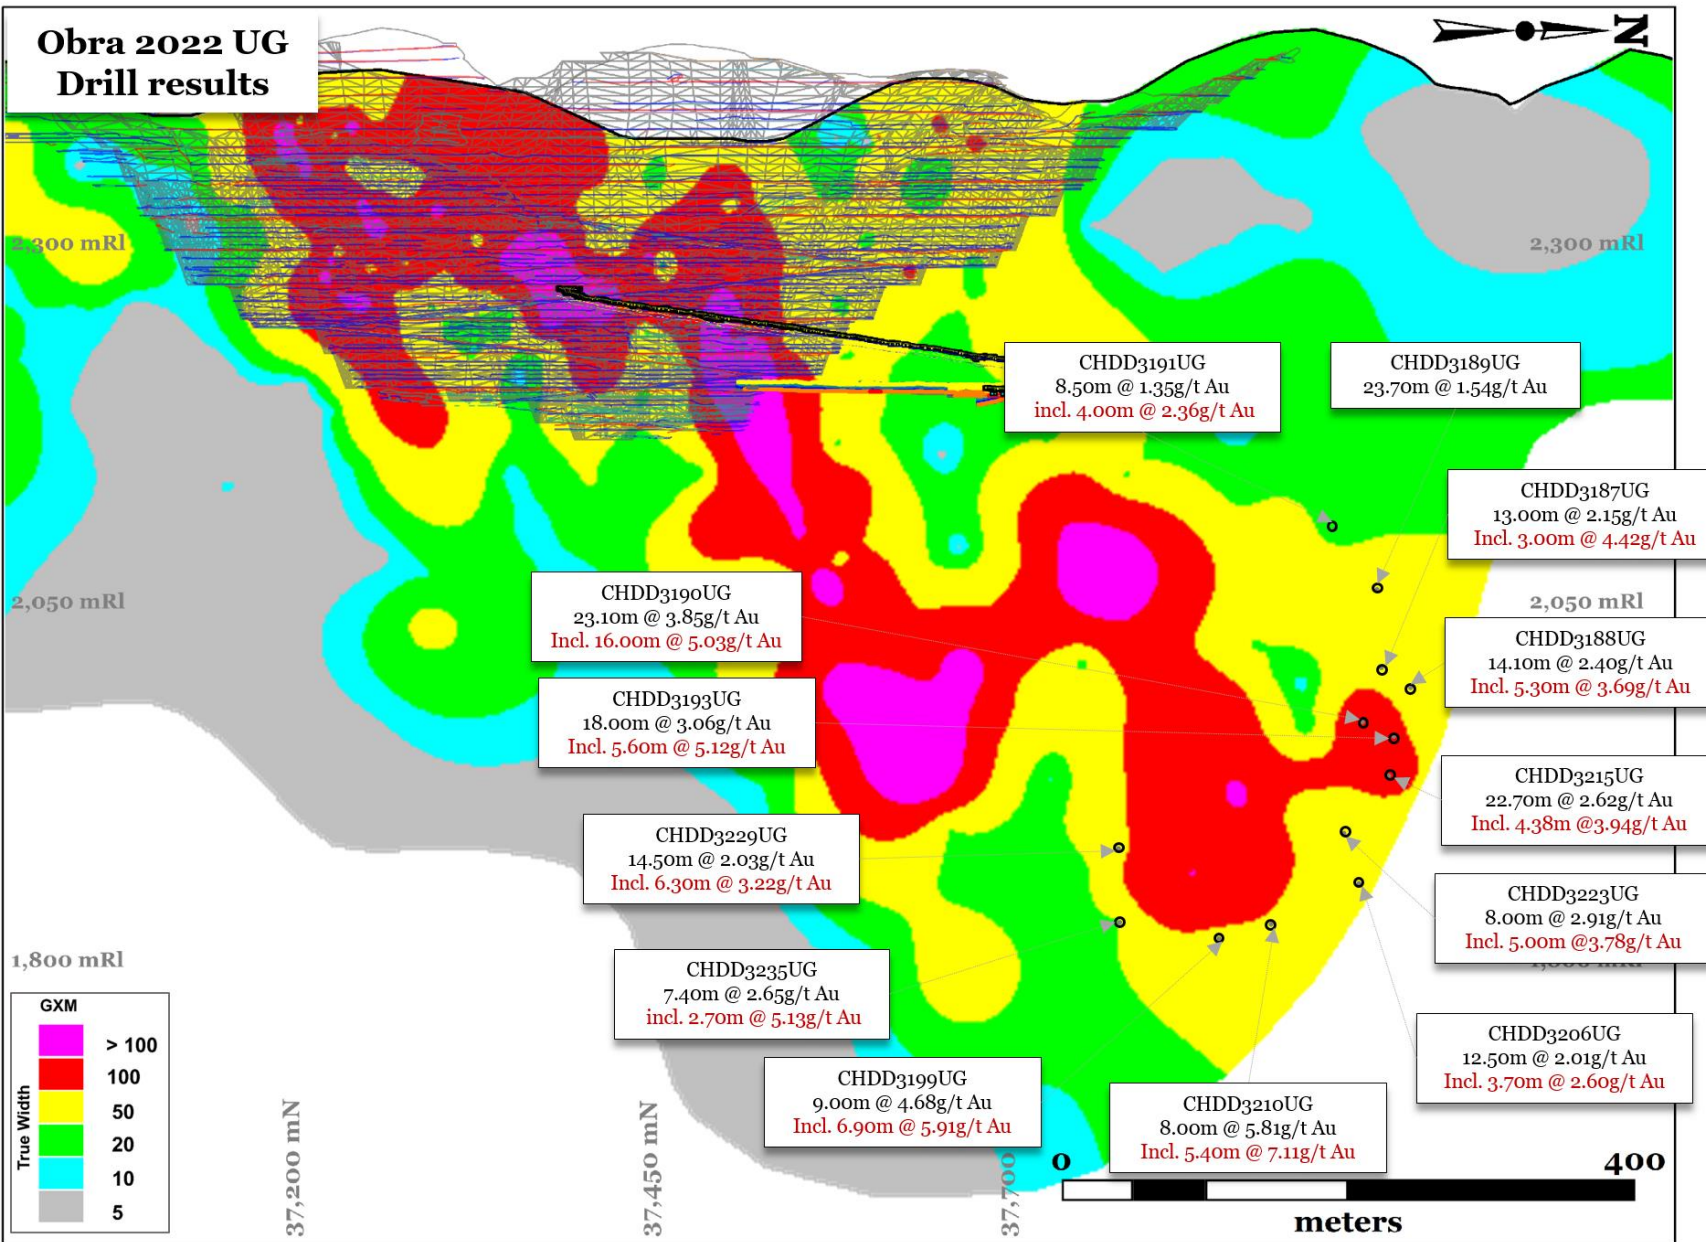 Obra 2022 UG
Drill results
N
2,300 mRl
2,300 mRl
CHDD3191UG
8.50m @ 1.35g/t Au
incl. 4.00m @ 2.36g/t Au
CHDD3189UG
23.70m @ 1.54g/t Au
CHDD3187UG
13.00m @ 2.15g/t Au
Incl. 3.00m @ 4.42g/t Au
2,050 mRl
2,050 mRl
CHDD3190UG
23.10m @ 3.85g/t Au
Incl. 16.00m @ 5.03g/t Au
CHDD3188UG
14.10m @ 2.40g/t Au
Incl. 5.30m @ 3.69g/t Au
CHDD3193UG
18.00m @ 3.06g/t Au
Incl. 5.60m @ 5.12g/t Au
CHDD3215UG
22.70m @ 2.62g/t Au
Incl. 4.38m @3.94g/t Au
CHDD3229UG
14.50m @ 2.03g/t Au
Incl. 6.30m @ 3.22g/t Au
CHDD3223UG
8.00m @ 2.91g/t Au
Incl. 5.00m @3.78g/t Au
1,800 mRl
CHDD3235UG
7.40m @ 2.65g/t Au
incl. 2.70m @ 5.13g/t Au
CHDD3206UG
12.50m @ 2.01g/t Au
Incl. 3.70m @ 2.60g/t Au
CHDD3199UG
9.00m @ 4.68g/t Au
Incl. 6.90m @ 5.91g/t Au
CHDD3210UG
8.00m @ 5.81g/t Au
Incl. 5.40m @ 7.11g/t Au
GXM
> 100
100
50
20
10
5
True Width
37,200 mN
37,450 mN
37,700
0
400
meters